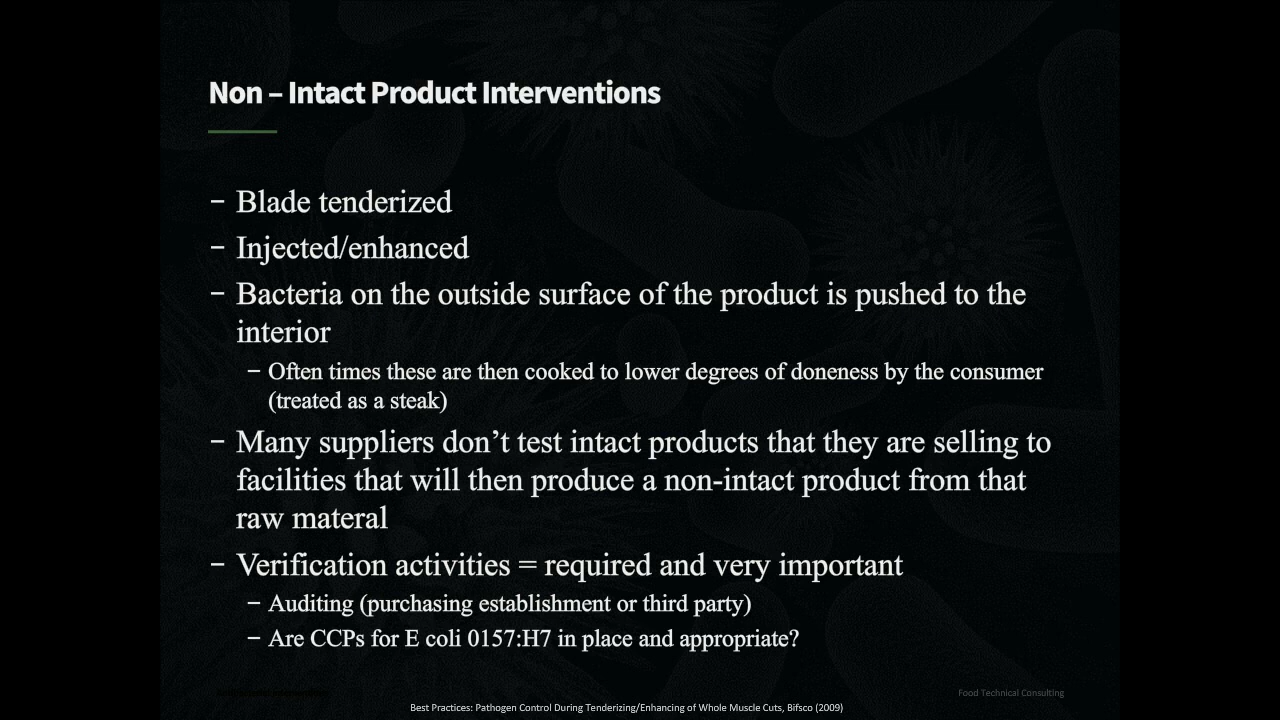 Non – Intact Product Interventions
– Blade tenderized
– Injected/enhanced
– Bacteria on the outside surface of the product is pushed to the
interior
– Often times these are then cooked to lower degrees of doneness by the consumer
(treated as a steak)
– Many suppliers don’t test intact products that they are selling to
facilities that will then produce a non-intact product from that
raw materal
– Verification activities = required and very important
– Auditing (purchasing establishment or third party)
– Are CCPs for E coli 0157:H7 in place and appropriate?
Food Technical Consulting
Best Practices: Pathogen Control During Tenderizing/Enhancing of Whole Muscle Cuts, Bifsco (2009)